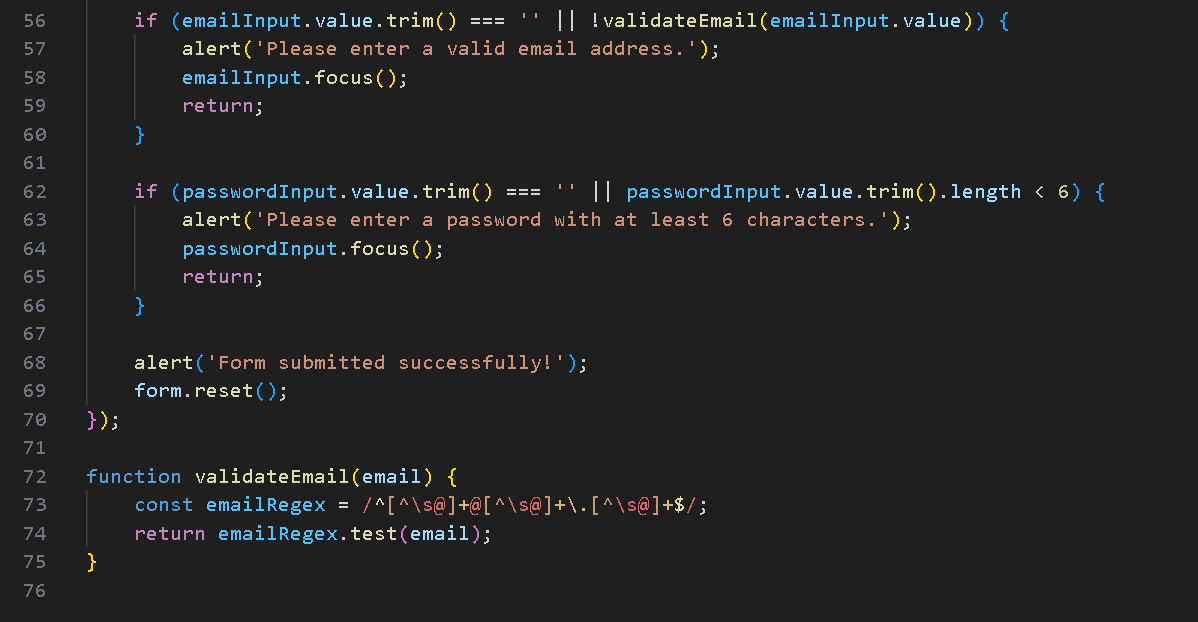 56 if (emailInput.value.trim() === '' || !validateEmail(emailInput.value)) {
57 alert('Please enter a valid email address.');
58 emailInput.focus();
59 return;
60 }
61
62 if (passwordInput.value.trim() === '' || passwordInput.value.trim().length < 6) {
63 alert('Please enter a password with at least 6 characters.');
64 passwordInput.focus();
65 return;
66 }
67
68 alert('Form submitted successfully!');
69 form.reset();
70 });
71
72 function validateEmail(email) {
73 const emailRegex = /^[^\s@]+@[^\s@]+\.[^\s@]+$/;
74 return emailRegex.test(email);
75 }
76